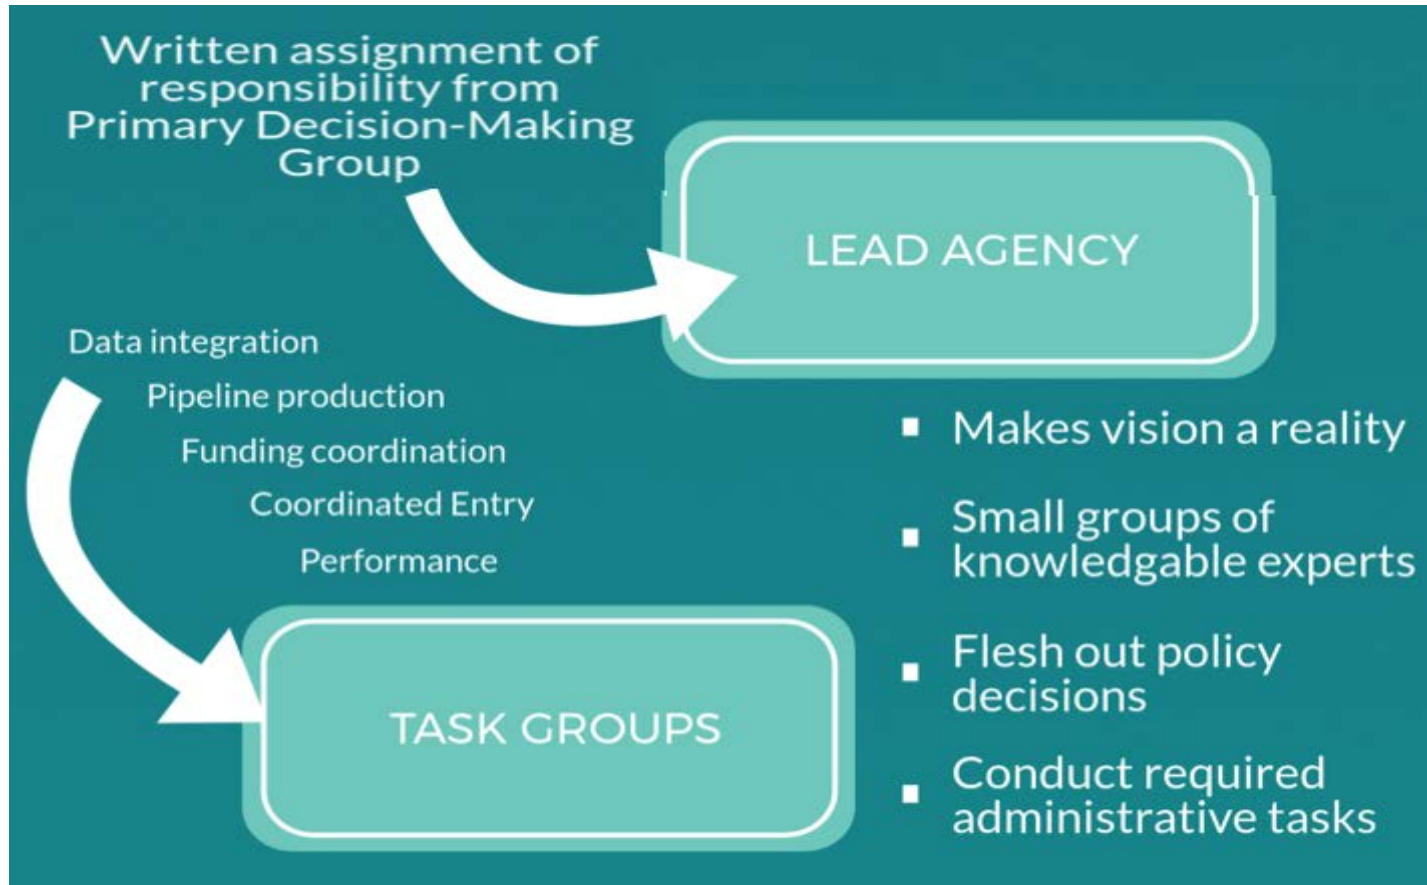 Written assignment of
responsibility from
Primary Decision-Making
Group
LEAD AGENCY
Data integration
Pipeline production
Funding coordination
Coordinated Entry
Performance
TASK GROUPS
Makes vision a reality
Small groups of
knowledgable experts
Flesh out policy
decisions
Conduct required
administrative tasks